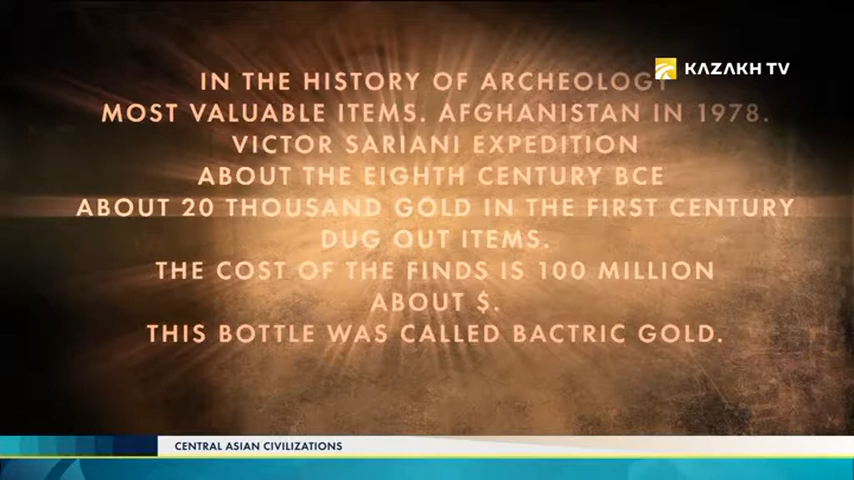 KAZAKH TV
IN THE HISTORY OF ARCHEOLOGY
MOST VALUABLE ITEMS. AFGHANISTAN IN 1978.
VICTOR SARIANI EXPEDITION
ABOUT THE EIGHTH CENTURY BCE
ABOUT 20 THOUSAND GOLD IN THE FIRST CENTURY
DUG OUT ITEMS.
THE COST OF THE FINDS IS 100 MILLION
ABOUT $.
THIS BOTTLE WAS CALLED BACTRIC GOLD.
CENTRAL ASIAN CIVILIZATIONS